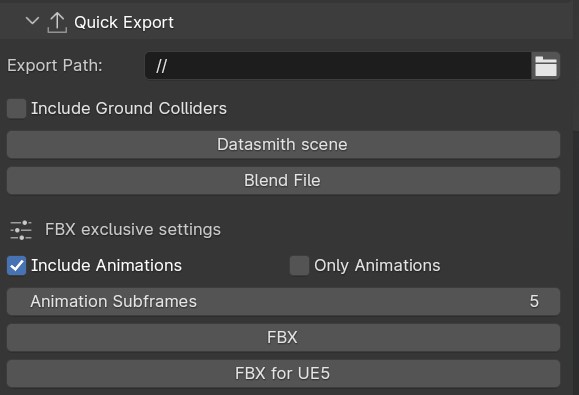 Quick Export
Export Path: //
Include Ground Colliders
Datasmith scene
Blend File
FBX exclusive settings
Include Animations Only Animations
Animation Subframes 5
FBX
FBX for UE5